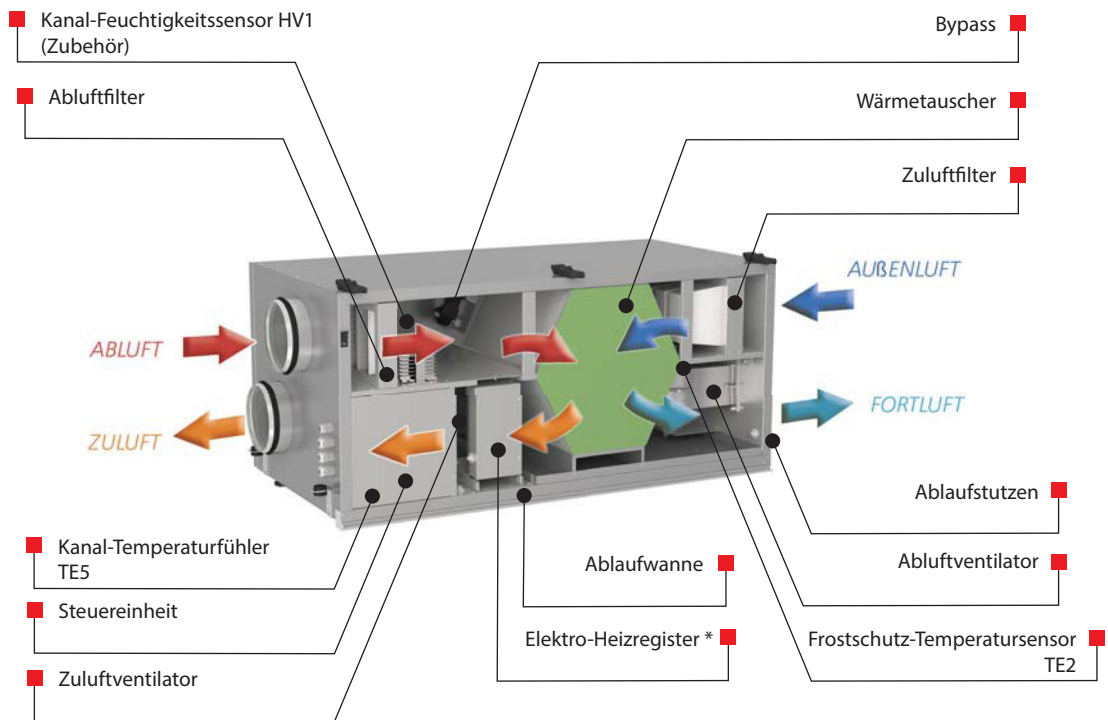 Kanal-Feuchtigkeitssensor HV1
(Zubehör)
Bypass
Abluftfilter
Wärmetauscher
Zuluftfilter
AUßENLUFT
ABLUFT
FORTLUFT
ZULUFT
Ablaufstutzen
Kanal-Temperaturfühler
TE5
Ablaufwanne
Abluftventilator
Steuereinheit
Elektro-Heizregister *
Frostschutz-Temperatursensor
TE2
Zuluftventilator